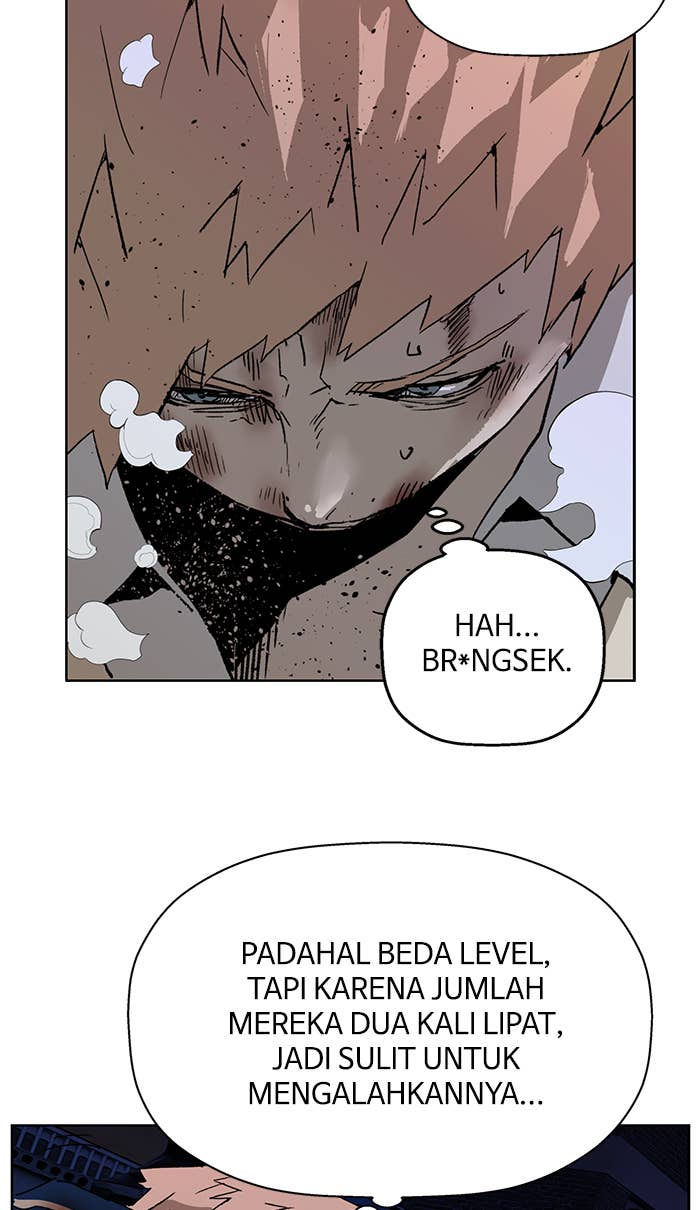 HAH...
BR*NGSEK.
PADAHAL BEDA LEVEL,
TAPI KARENA JUMLAH
MEREKA DUA KALI LIPAT,
JADI SULIT UNTUK
MENGALAHKANNYA...